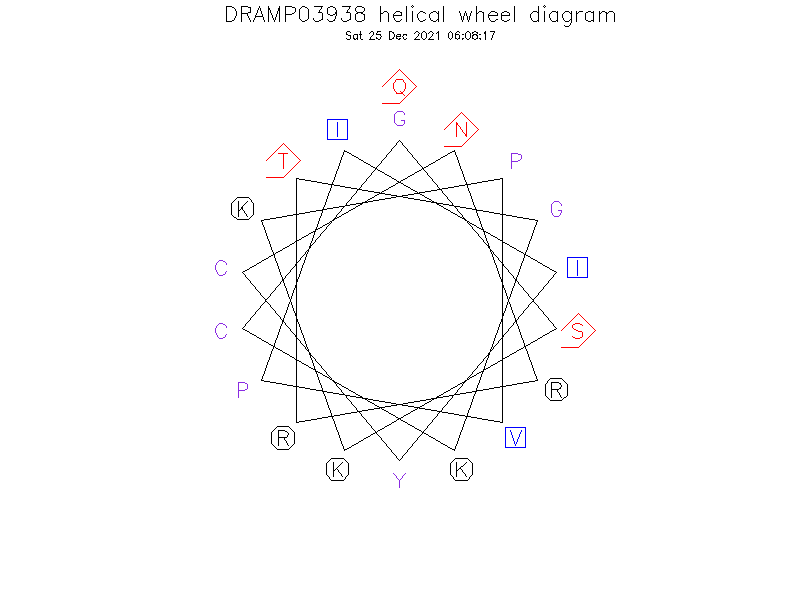 DRAMP03938 helical wheel diagram
Sat 25 Dec 2021 06:08:17
Q
I G N
T P
K G
C I
C S
P R
R V
K Y K